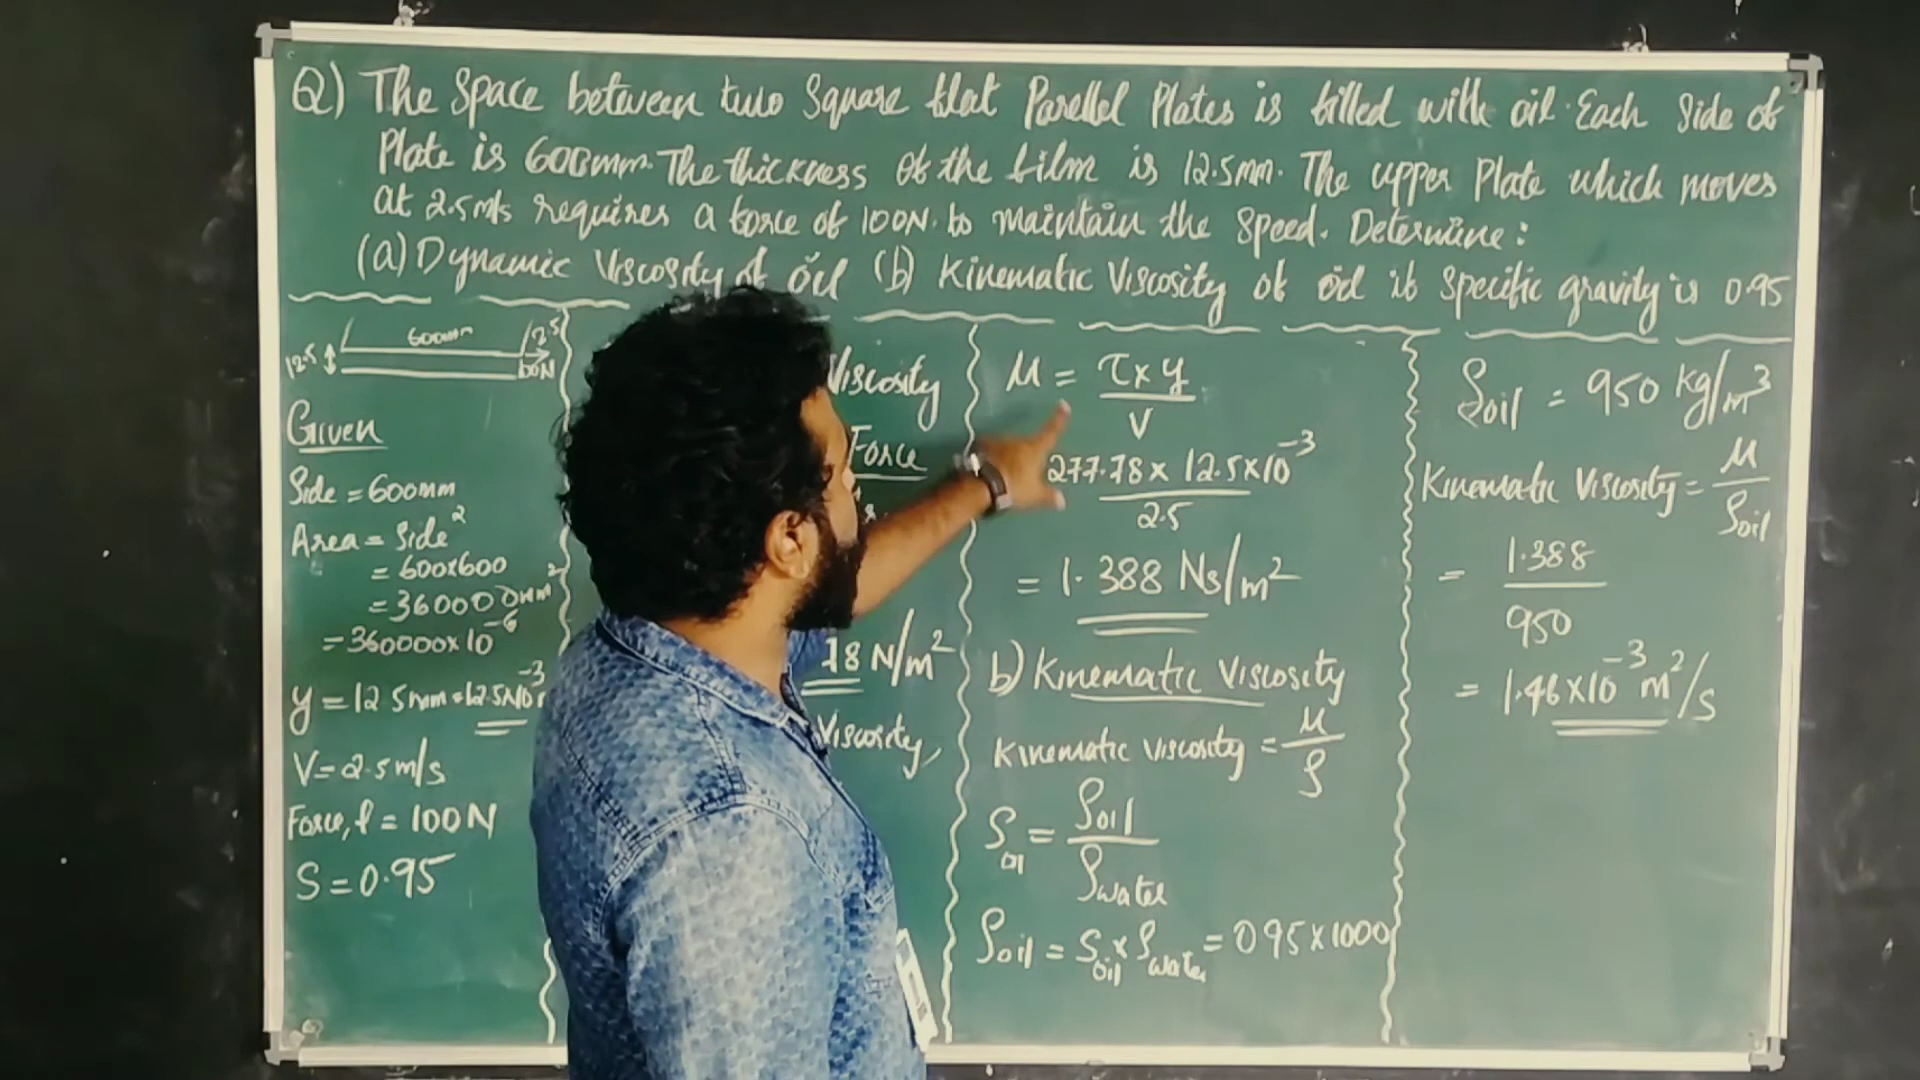 Q) The Space between two Square flat Parellel Plates is filled with oil. Each Side of
Plate is 600mm. The thickness of the film is 12.5mm. The upper Plate which moves
at 2.5m/s requires a force of 100N. to maintain the speed. Determine:
(a) Dynamic Viscosity of oil (b) Kinematic Viscosity of oil if Specific gravity is 0.95
600mm
12.5
12.5
100N
Given
Side = 600mm
Area = Side²
= 600x600
= 360000mm²
= 360000x10⁻⁶
y = 12.5mm = 12.5x10⁻³
V = 2.5m/s
Force, f = 100N
S = 0.95
Viscosity
Force
78 N/m²
Viscosity,
μ = τ x y / V
277.78 x 12.5x10⁻³ / 2.5
= 1.388 Ns/m²
b) Kinematic Viscosity
Kinematic Viscosity = μ / ρ
S oil = ρoil / ρwater
ρoil = S oil x ρwater = 0.95 x 1000
ρoil = 950 kg/m³
Kinematic Viscosity = μ / ρoil
= 1.388 / 950
= 1.46x10⁻³ m²/s